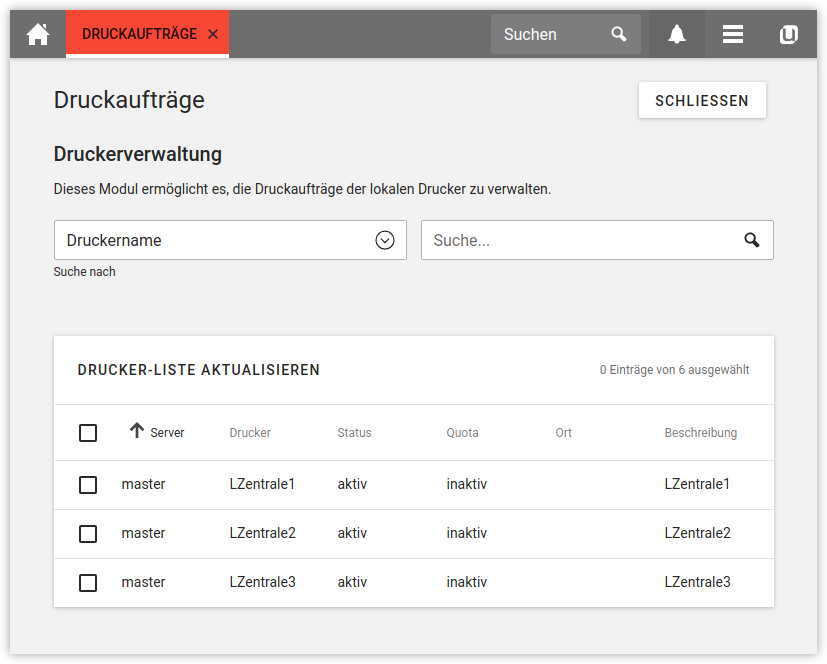 DRUCKAUFTRÄGE
Suchen
Druckaufträge
SCHLIESSEN
Druckerverwaltung
Dieses Modul ermöglicht es, die Druckaufträge der lokalen Drucker zu verwalten.
Druckername
Suche...
Suche nach
DRUCKER-LISTE AKTUALISIEREN
0 Einträge von 6 ausgewählt
Server Drucker Status Quota Ort Beschreibung
master LZentrale1 aktiv inaktiv LZentrale1
master LZentrale2 aktiv inaktiv LZentrale2
master LZentrale3 aktiv inaktiv LZentrale3